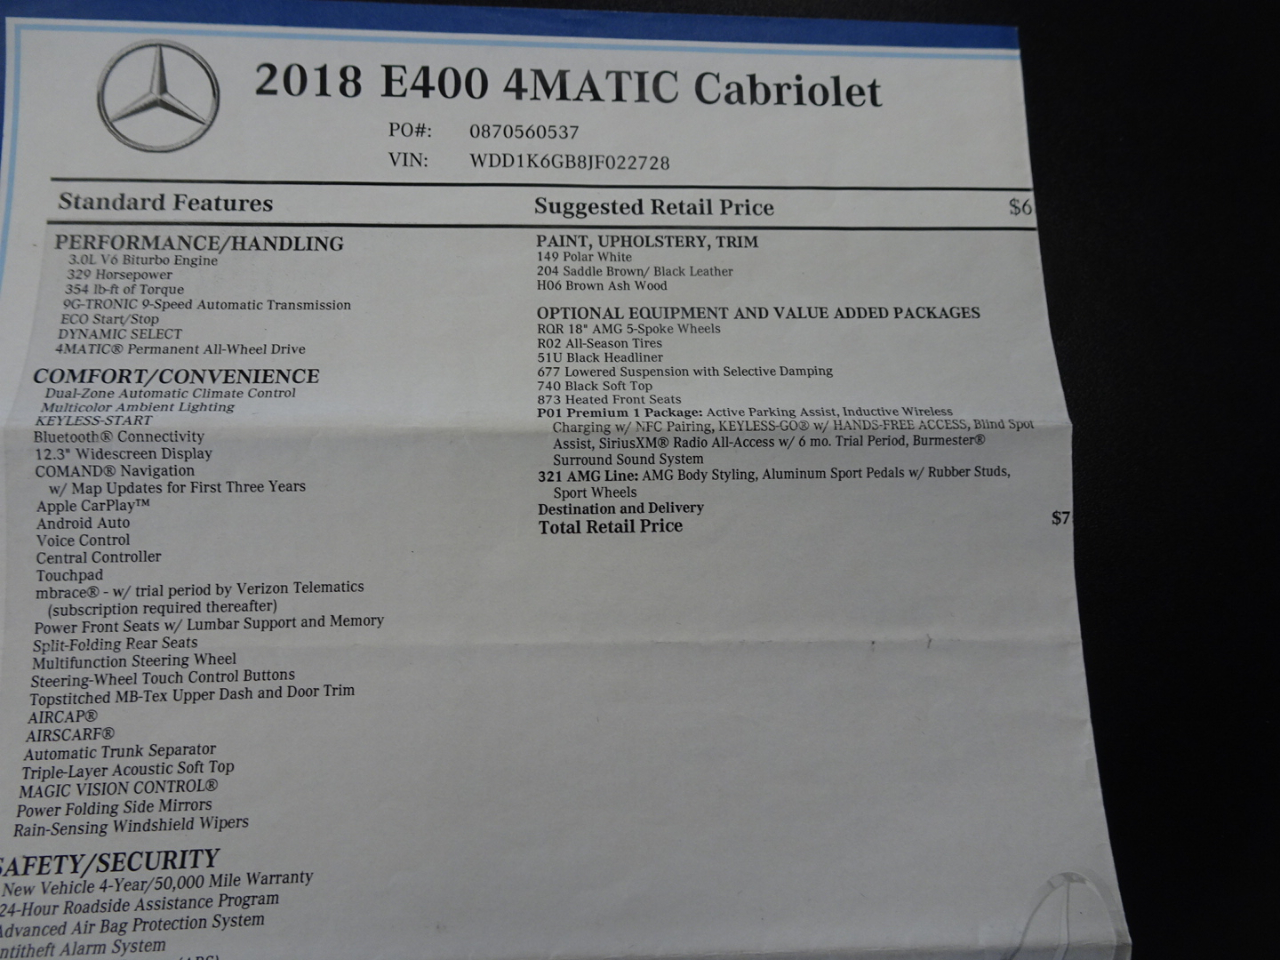 2018 E400 4MATIC Cabriolet
PO#: 0870560537
VIN: WDD1K6GB8JF022728
Standard Features
Suggested Retail Price $6
PERFORMANCE/HANDLING
3.0L V6 Biturbo Engine
329 Horsepower
354 lb-ft of Torque
9G-TRONIC 9-Speed Automatic Transmission
ECO Start/Stop
DYNAMIC SELECT
4MATIC® Permanent All-Wheel Drive
COMFORT/CONVENIENCE
Dual-Zone Automatic Climate Control
Multicolor Ambient Lighting
KEYLESS-START
Bluetooth® Connectivity
12.3" Widescreen Display
COMAND® Navigation
w/ Map Updates for First Three Years
Apple CarPlay™
Android Auto
Voice Control
Central Controller
Touchpad
mbrace® - w/ trial period by Verizon Telematics
(subscription required thereafter)
Power Front Seats w/ Lumbar Support and Memory
Split-Folding Rear Seats
Multifunction Steering Wheel
Steering-Wheel Touch Control Buttons
Topstitched MB-Tex Upper Dash and Door Trim
AIRCAP®
AIRSCARF®
Automatic Trunk Separator
Triple-Layer Acoustic Soft Top
MAGIC VISION CONTROL®
Power Folding Side Mirrors
Rain-Sensing Windshield Wipers
SAFETY/SECURITY
New Vehicle 4-Year/50,000 Mile Warranty
24-Hour Roadside Assistance Program
Advanced Air Bag Protection System
ntitheft Alarm System
PAINT, UPHOLSTERY, TRIM
149 Polar White
204 Saddle Brown/ Black Leather
H06 Brown Ash Wood
OPTIONAL EQUIPMENT AND VALUE ADDED PACKAGES
RQR 18" AMG 5-Spoke Wheels
R02 All-Season Tires
51U Black Headliner
677 Lowered Suspension with Selective Damping
740 Black Soft Top
873 Heated Front Seats
P01 Premium 1 Package: Active Parking Assist, Inductive Wireless
Charging w/ NFC Pairing, KEYLESS-GO® w/ HANDS-FREE ACCESS, Blind Spot
Assist, SiriusXM® Radio All-Access w/ 6 mo. Trial Period, Burmester®
Surround Sound System
321 AMG Line: AMG Body Styling, Aluminum Sport Pedals w/ Rubber Studs,
Sport Wheels
Destination and Delivery
Total Retail Price $7